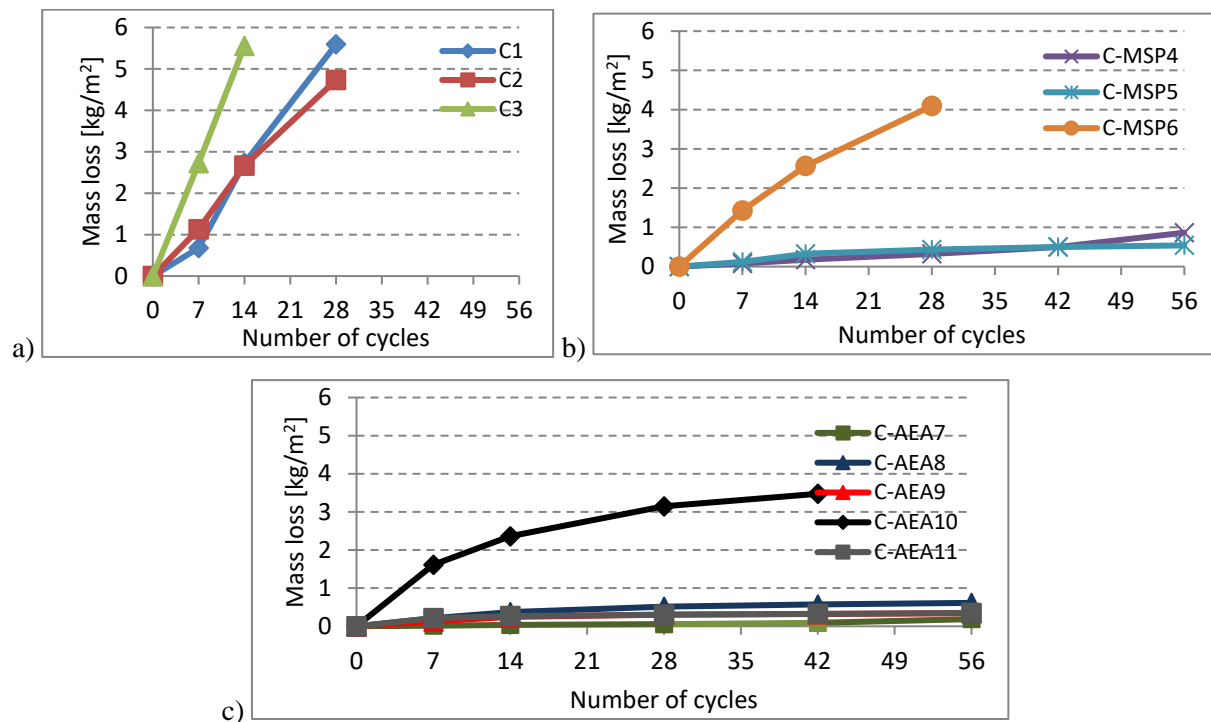 Mass loss [kg/m²]
6
5
4
3
2
1
0
C1
C2
C3
0 7 14 21 28 35 42 49 56
Number of cycles
a)
Mass loss [kg/m²]
6
5
4
3
2
1
0
C-MSP4
C-MSP5
C-MSP6
0 7 14 21 28 35 42 49 56
Number of cycles
b)
Mass loss [kg/m²]
6
5
4
3
2
1
0
C-AEA7
C-AEA8
C-AEA9
C-AEA10
C-AEA11
0 7 14 21 28 35 42 49 56
Number of cycles
c)